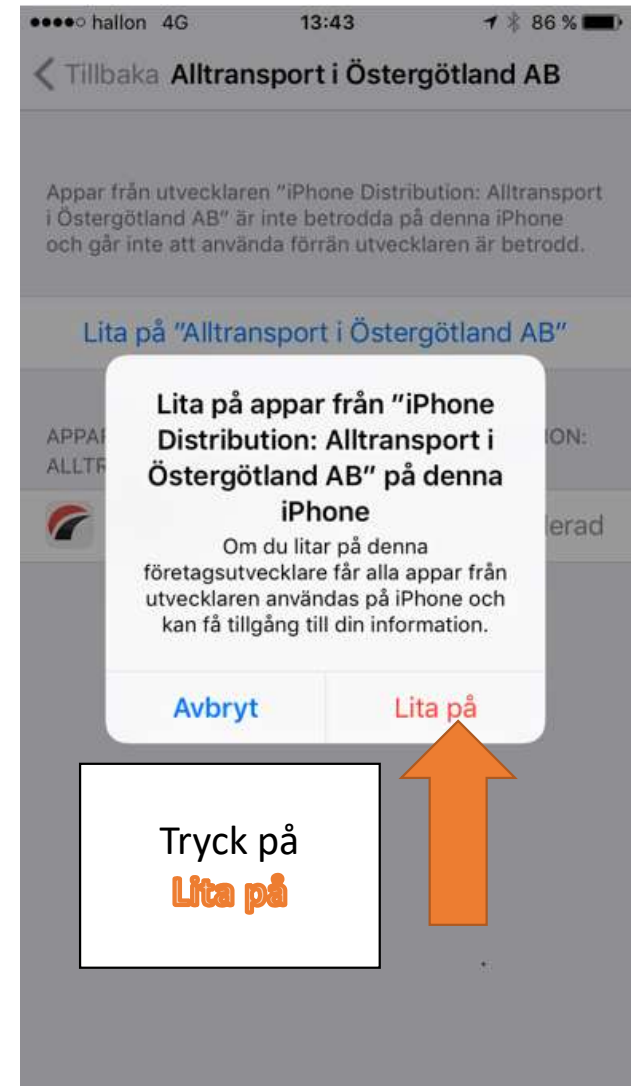 hallon 4G 13:43 86 %
Tillbaka Alltransport i Östergötland AB
Appar från utvecklaren "iPhone Distribution: Alltransport
i Östergötland AB" är inte betrodda på denna iPhone
och går inte att använda förrän utvecklaren är betrodd.
Lita på "Alltransport i Östergötland AB"
Lita på appar från "iPhone
Distribution: Alltransport i
Östergötland AB" på denna
iPhone
Om du litar på denna
företagsutvecklare får alla appar från
utvecklaren användas på iPhone och
kan få tillgång till din information.
Avbryt Lita på
Tryck på
Lita på